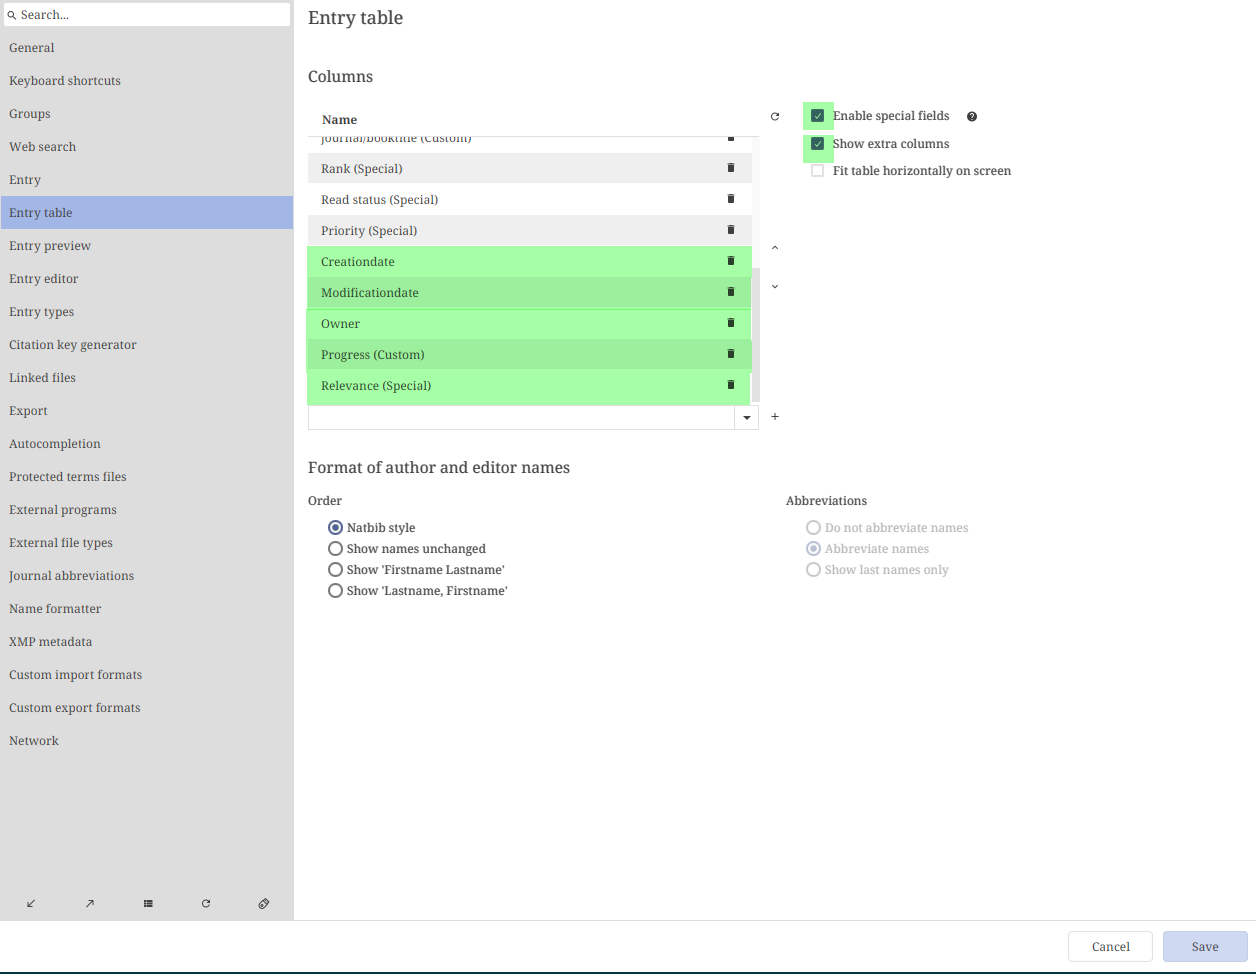 Search...
General
Keyboard shortcuts
Groups
Web search
Entry
Entry table
Entry preview
Entry editor
Entry types
Citation key generator
Linked files
Export
Autocompletion
Protected terms files
External programs
External file types
Journal abbreviations
Name formatter
XMP metadata
Custom import formats
Custom export formats
Network
Entry table
Columns
Name
Journal/booktitle (Custom)
Rank (Special)
Read status (Special)
Priority (Special)
Creationdate
Modificationdate
Owner
Progress (Custom)
Relevance (Special)
Enable special fields
Show extra columns
Fit table horizontally on screen
Format of author and editor names
Order
Natbib style
Show names unchanged
Show 'Firstname Lastname'
Show 'Lastname, Firstname'
Abbreviations
Do not abbreviate names
Abbreviate names
Show last names only
Cancel
Save